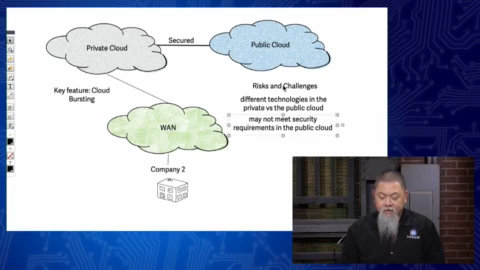 Private Cloud
Secured
Public Cloud
Key feature: Cloud
Bursting
Risks and Challenges
different technologies in the
private vs the public cloud
may not meet security
requirements in the public cloud
WAN
Company 2